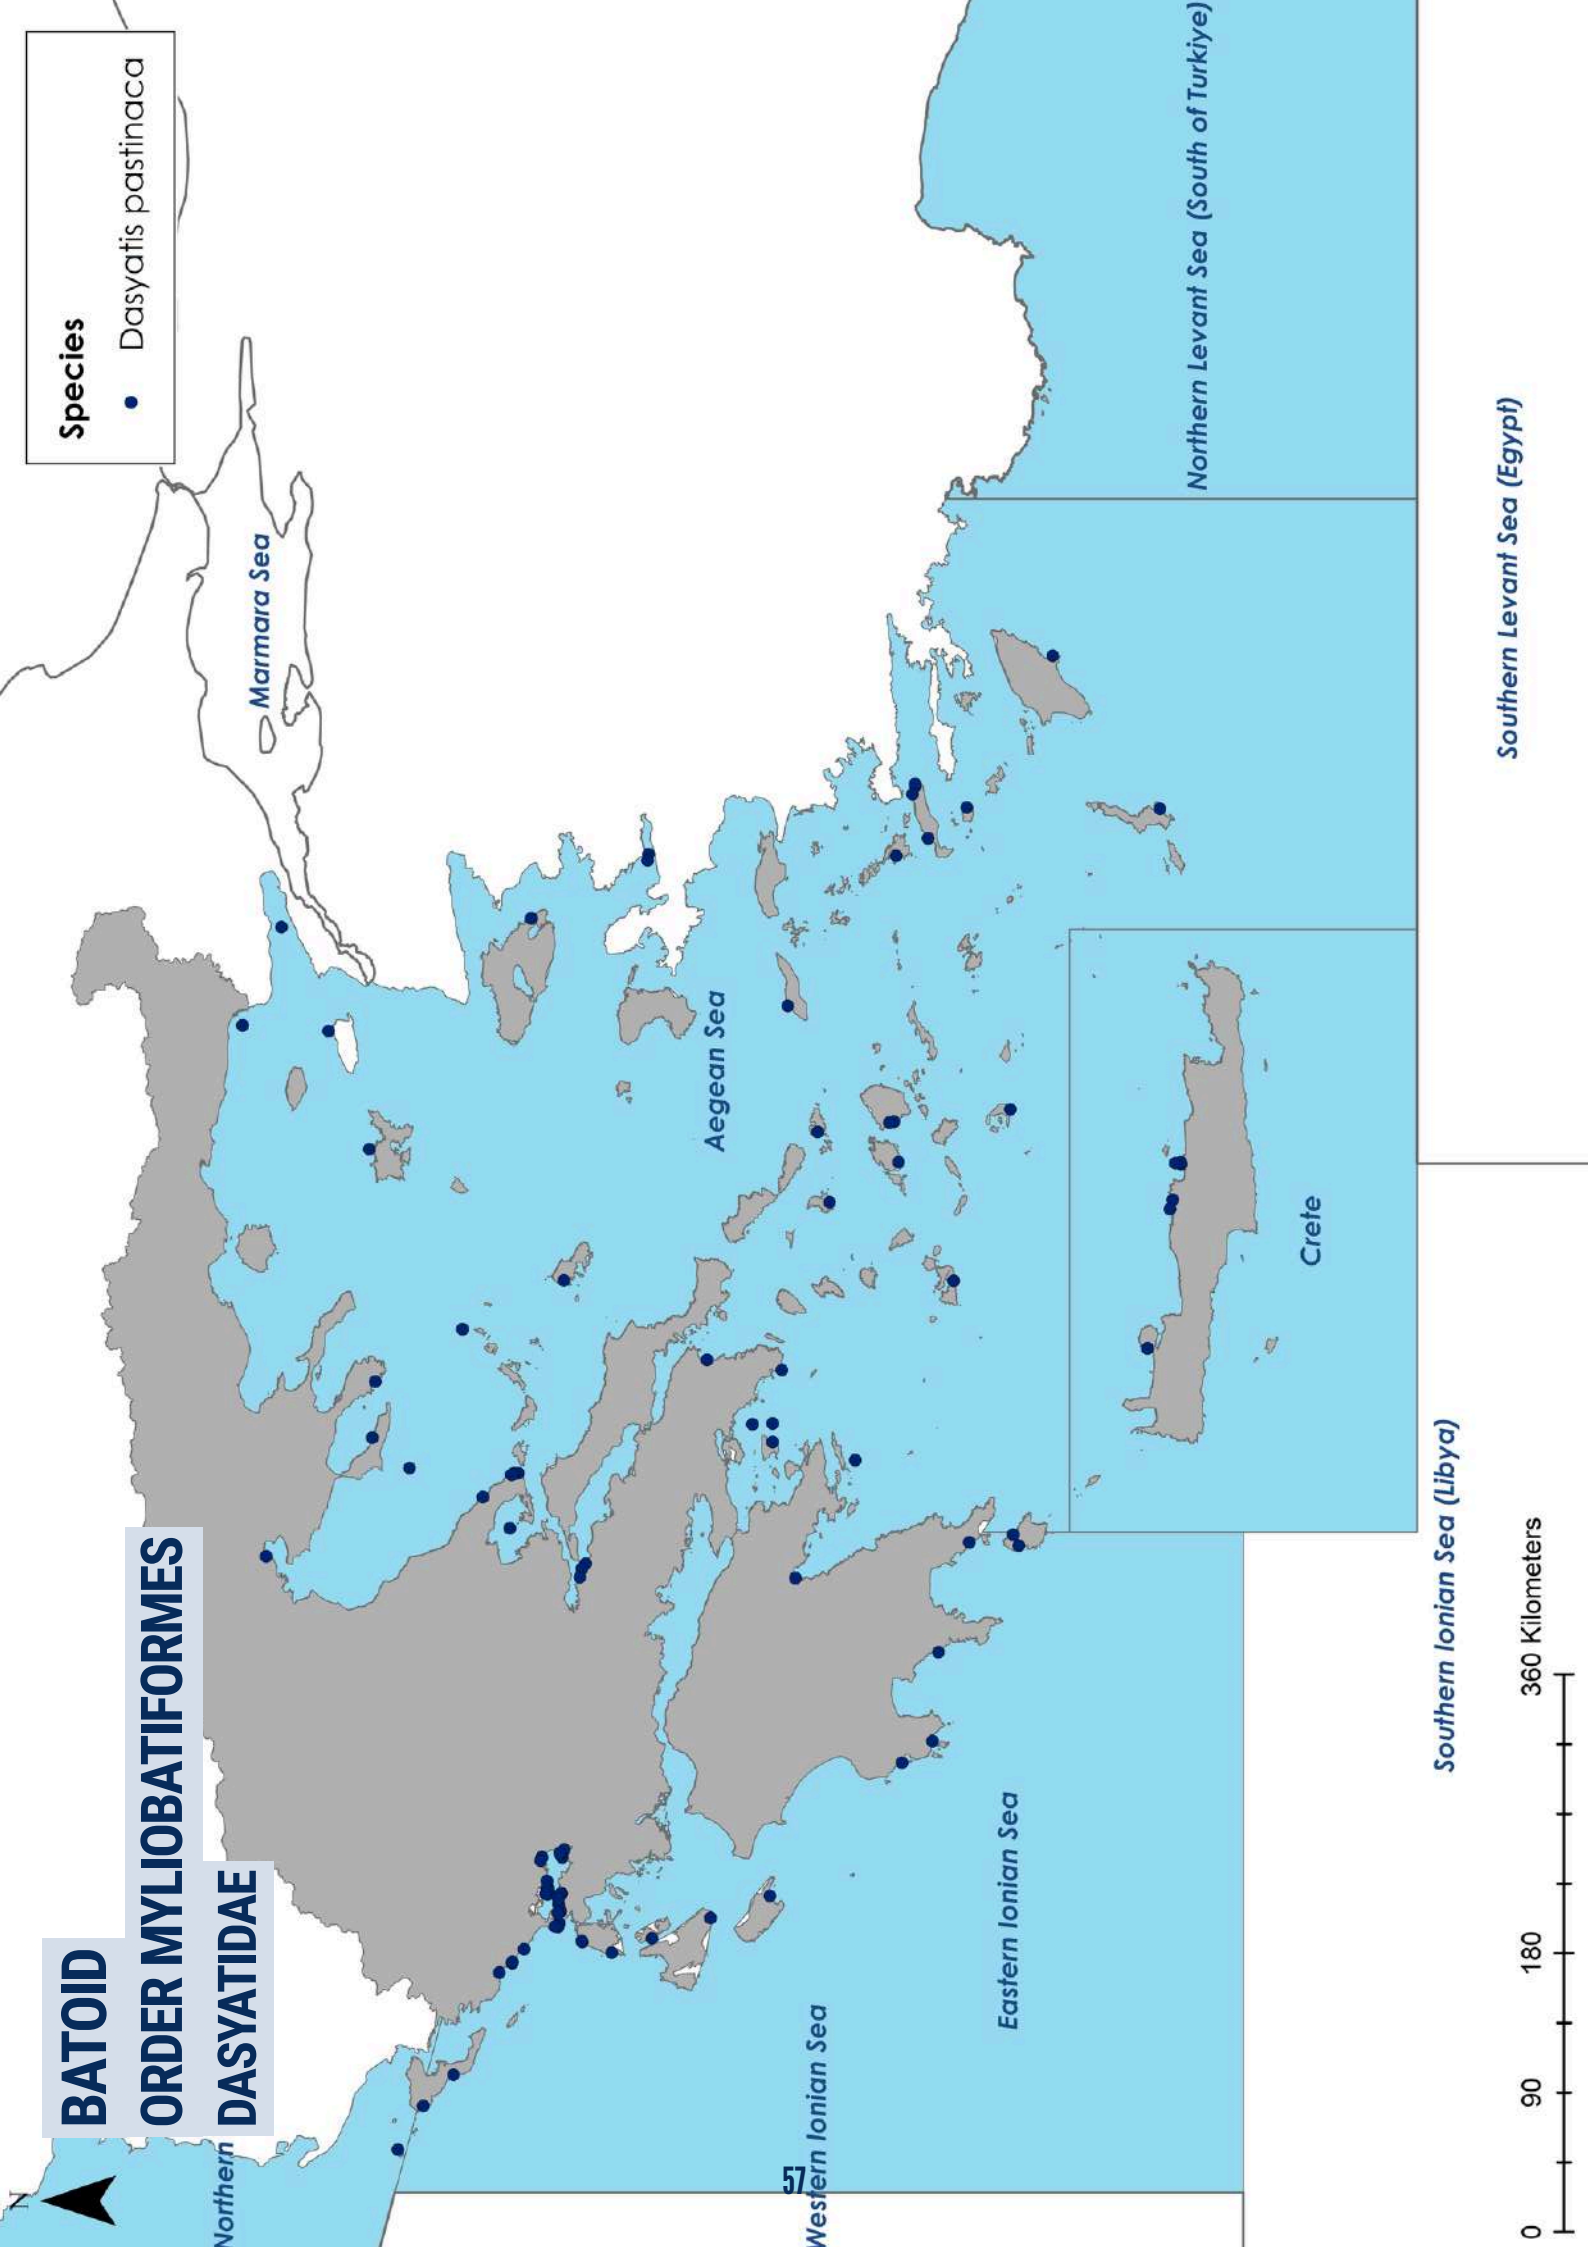 BATOID
ORDER MYLIOBATIFORMES
DASYATIDAE
N
Species
Dasyatis pastinaca
Northern
Marmara Sea
Aegean Sea
Western Ionian Sea
Eastern Ionian Sea
Crete
Northern Levant Sea (South of Turkiye)
Southern Ionian Sea (Libya)
Southern Levant Sea (Egypt)
0 90 180 360 Kilometers
57